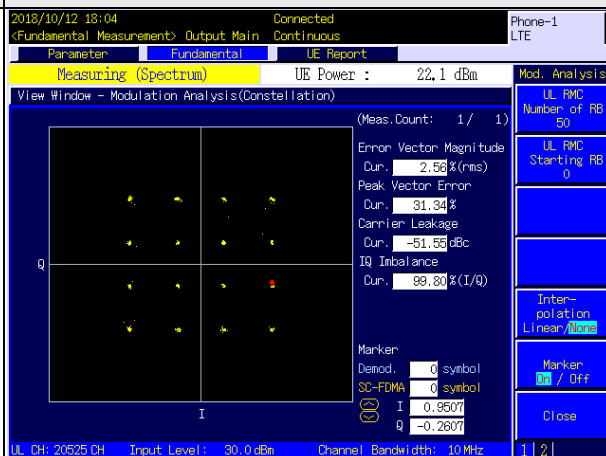 2018/10/12 18:04 Connected Phone-1
<Fundamental Measurement> Output Main Continuous LTE
Parameter Fundamental UE Report
Measuring (Spectrum) UE Power : 22.1 dBm Mod. Analysis
View Window - Modulation Analysis(Constellation)
(Meas.Count: 1/ 1)
Error Vector Magnitude
Cur. 2.56 %(rms)
Peak Vector Error
Cur. 31.34 %
Carrier Leakage
Cur. -51.55 dBc
IQ Imbalance
Cur. 99.80 %(I/Q)
Q
I
Marker
Demod. 0 symbol
SC-FDMA 0 symbol
I 0.9507
Q -0.2607
UL RMC
Number of RB
50
UL RMC
Starting RB
0
Inter-
polation
Linear/None
Marker
On / Off
Close
UL CH: 20525 CH Input Level: 30.0 dBm Channel Bandwidth: 10 MHz 1 2